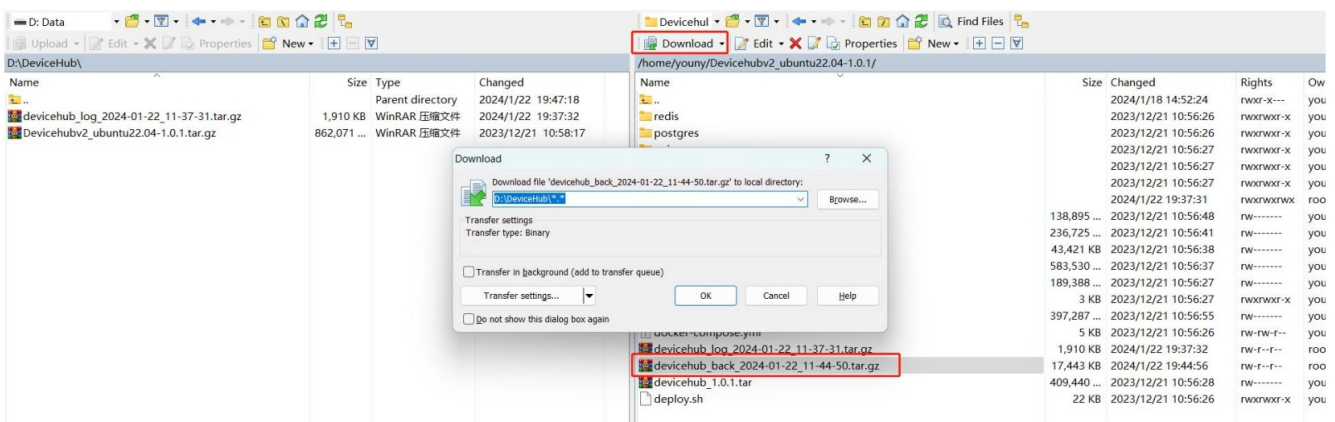 D: Data
Devicehul
Find Files
Upload Edit Properties New
Download Edit Properties New
D:\DeviceHub\
/home/youny/Devicehubv2_ubuntu22.04-1.0.1/
Name Size Type Changed
Name Size Changed Rights Ow
.. Parent directory 2024/1/22 19:47:18
devicehub_log_2024-01-22_11-37-31.tar.gz 1,910 KB WinRAR 压缩文件 2024/1/22 19:37:32
Devicehubv2_ubuntu22.04-1.0.1.tar.gz 862,071 ... WinRAR 压缩文件 2023/12/21 10:58:17
.. 2024/1/18 14:52:24 rwxr-x--- you
redis 2023/12/21 10:56:26 rwxrwxr-x you
postgres 2023/12/21 10:56:26 rwxrwxr-x you
2023/12/21 10:56:27 rwxrwxr-x you
2023/12/21 10:56:27 rwxrwxr-x you
2023/12/21 10:56:27 rwxrwxr-x you
2024/1/22 19:37:31 rwxrwxrwx roo
138,895 ... 2023/12/21 10:56:48 rw------- you
236,725 ... 2023/12/21 10:56:41 rw------- you
43,421 KB 2023/12/21 10:56:38 rw------- you
583,530 ... 2023/12/21 10:56:37 rw------- you
189,388 ... 2023/12/21 10:56:27 rw------- you
3 KB 2023/12/21 10:56:27 rwxrwxr-x you
397,287 ... 2023/12/21 10:56:55 rw------- you
docker-compose.yml 5 KB 2023/12/21 10:56:26 rw-rw-r-- you
devicehub_log_2024-01-22_11-37-31.tar.gz 1,910 KB 2024/1/22 19:37:32 rw-r--r-- roo
devicehub_back_2024-01-22_11-44-50.tar.gz 17,443 KB 2024/1/22 19:44:56 rw-r--r-- roo
devicehub_1.0.1.tar 409,440 ... 2023/12/21 10:56:28 rw------- you
deploy.sh 22 KB 2023/12/21 10:56:26 rwxrwxr-x you
Download ? X
Download file 'devicehub_back_2024-01-22_11-44-50.tar.gz' to local directory:
D:\DeviceHub\*.*
Browse...
Transfer settings
Transfer type: Binary
Transfer in background (add to transfer queue)
Transfer settings... OK Cancel Help
Do not show this dialog box again